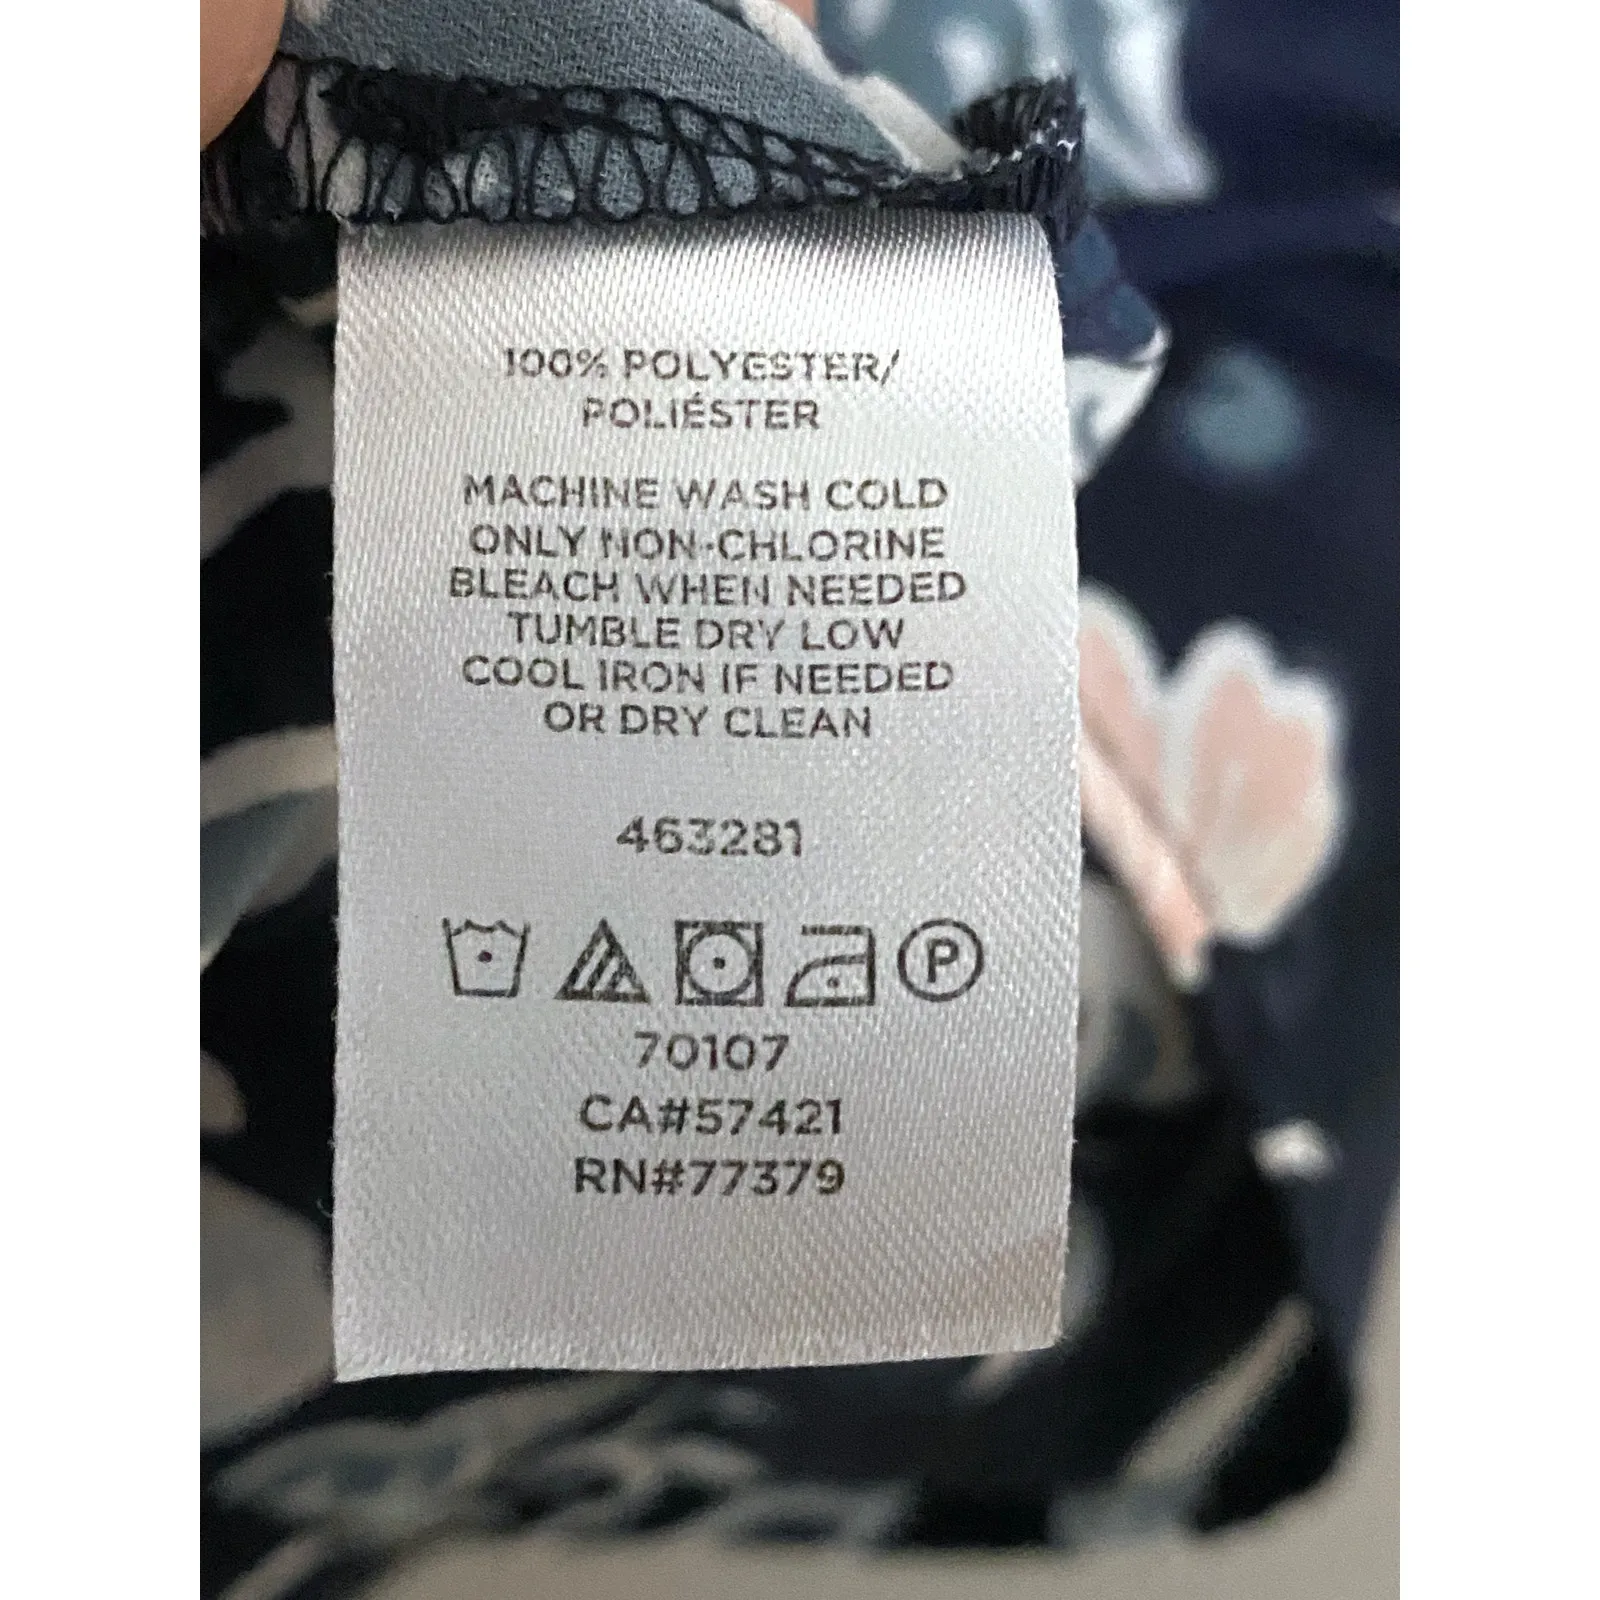 100% POLYESTER/
POLIÉSTER
MACHINE WASH COLD
ONLY NON-CHLORINE
BLEACH WHEN NEEDED
TUMBLE DRY LOW
COOL IRON IF NEEDED
OR DRY CLEAN
463281
P
70107
CA#57421
RN#77379